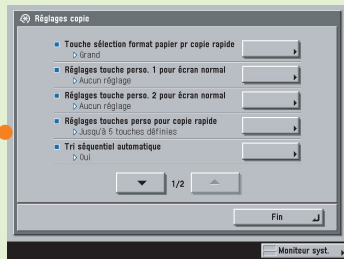 Réglages copie
Touche sélection format papier pr copie rapide
Grand
Réglages touche perso. 1 pour écran normal
Aucun réglage
Réglages touche perso. 2 pour écran normal
Aucun réglage
Réglages touches perso pour copie rapide
Jusqu'à 5 touches définies
Tri séquentiel automatique
Oui
1/2
Fin
Moniteur syst.